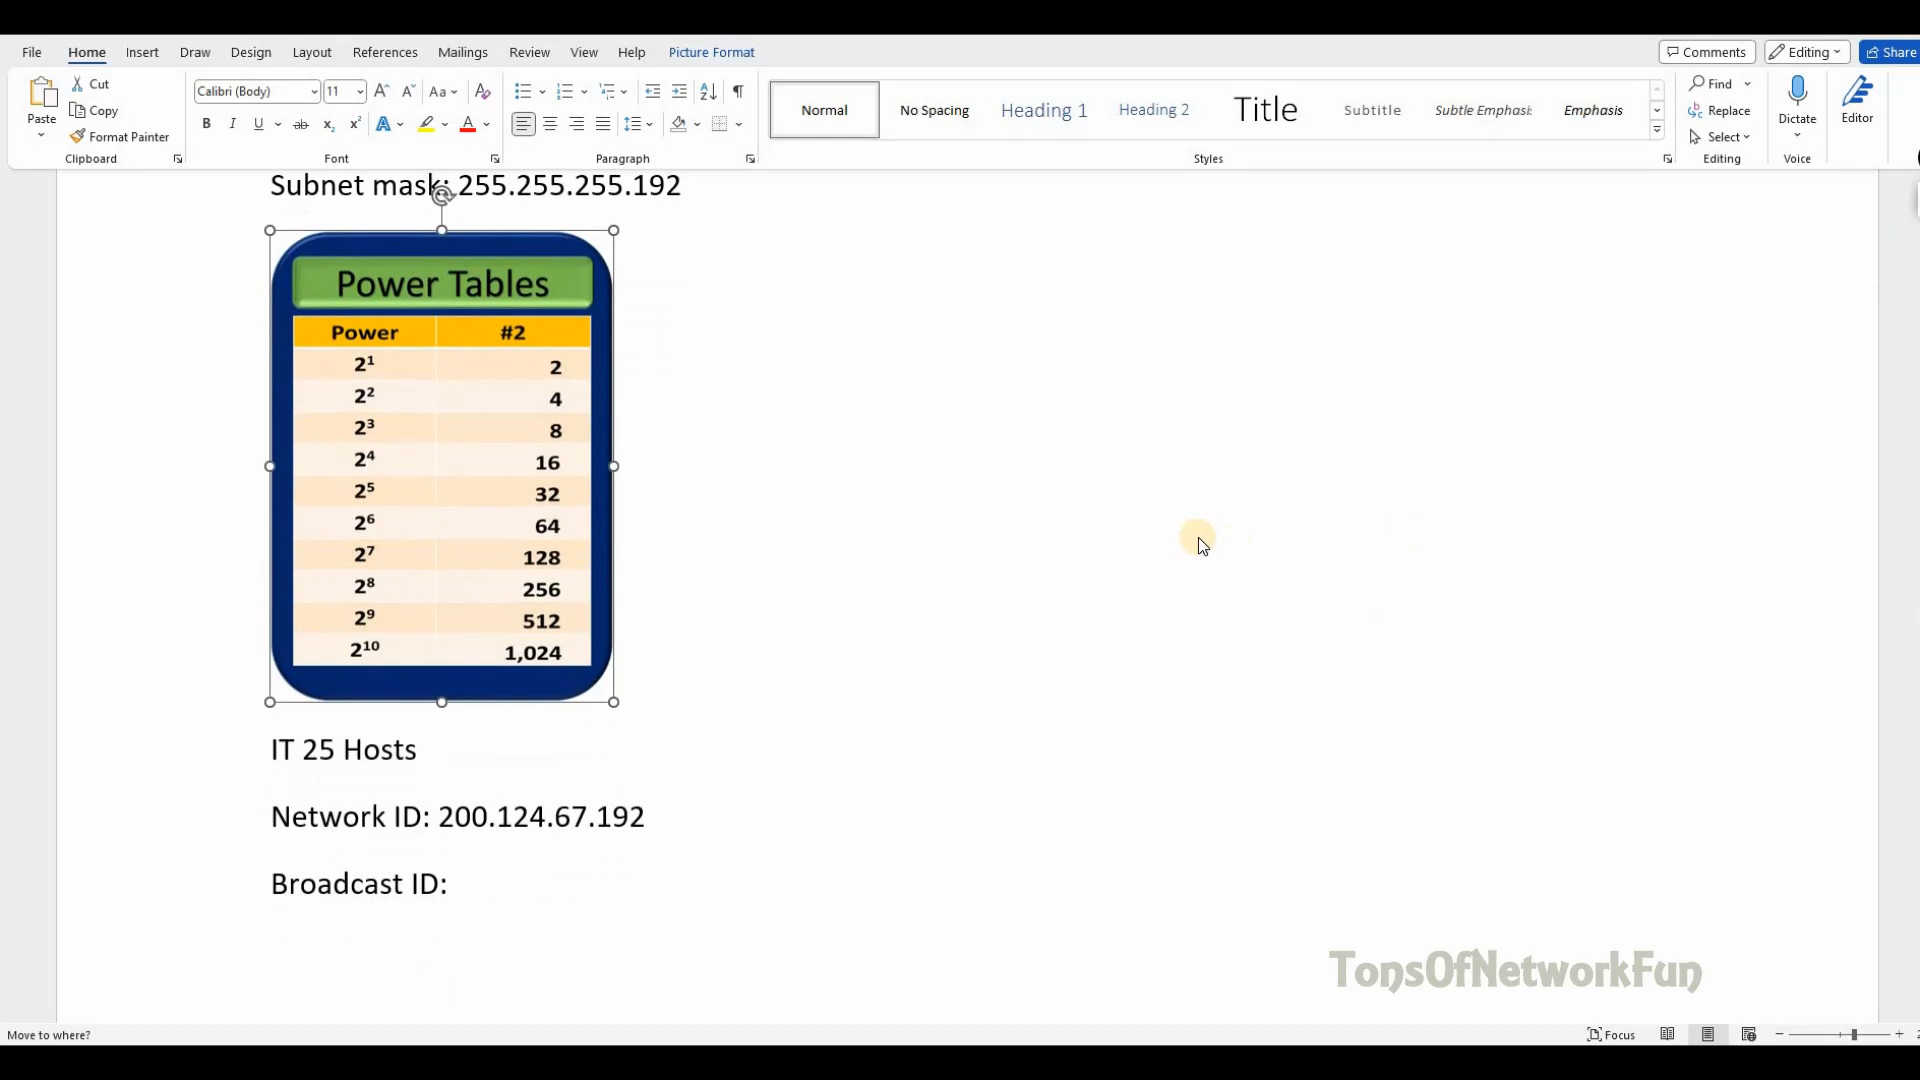 File Home Insert Draw Design Layout References Mailings Review View Help Picture Format Comments Editing Share
Paste Cut Copy Format Painter Clipboard
Calibri (Body) 11 Font
Paragraph
Normal No Spacing Heading 1 Heading 2 Title Subtitle Subtle Emphasi: Emphasis Styles
Find Replace Select Editing
Dictate Voice
Editor
Subnet mask: 255.255.255.192
Power Tables
Power #2
2¹ 2
2² 4
2³ 8
2⁴ 16
2⁵ 32
2⁶ 64
2⁷ 128
2⁸ 256
2⁹ 512
2¹⁰ 1,024
IT 25 Hosts
Network ID: 200.124.67.192
Broadcast ID:
TonsOfNetworkFun
Move to where? Focus